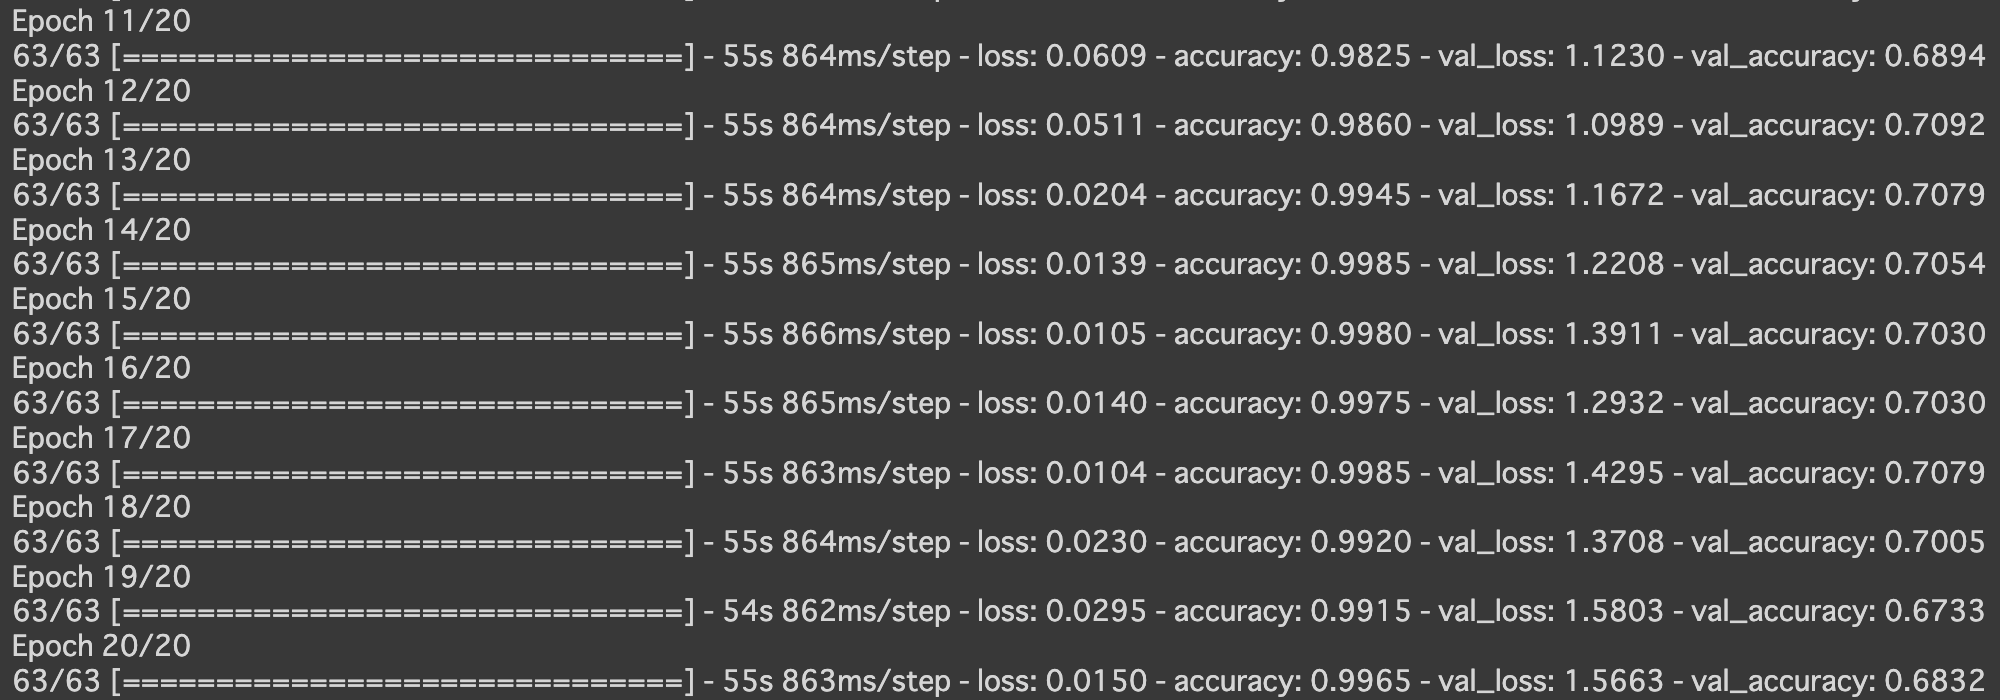 Epoch 11/20
63/63 [==============================] - 55s 864ms/step - loss: 0.0609 - accuracy: 0.9825 - val_loss: 1.1230 - val_accuracy: 0.6894
Epoch 12/20
63/63 [==============================] - 55s 864ms/step - loss: 0.0511 - accuracy: 0.9860 - val_loss: 1.0989 - val_accuracy: 0.7092
Epoch 13/20
63/63 [==============================] - 55s 864ms/step - loss: 0.0204 - accuracy: 0.9945 - val_loss: 1.1672 - val_accuracy: 0.7079
Epoch 14/20
63/63 [==============================] - 55s 865ms/step - loss: 0.0139 - accuracy: 0.9985 - val_loss: 1.2208 - val_accuracy: 0.7054
Epoch 15/20
63/63 [==============================] - 55s 866ms/step - loss: 0.0105 - accuracy: 0.9980 - val_loss: 1.3911 - val_accuracy: 0.7030
Epoch 16/20
63/63 [==============================] - 55s 865ms/step - loss: 0.0140 - accuracy: 0.9975 - val_loss: 1.2932 - val_accuracy: 0.7030
Epoch 17/20
63/63 [==============================] - 55s 863ms/step - loss: 0.0104 - accuracy: 0.9985 - val_loss: 1.4295 - val_accuracy: 0.7079
Epoch 18/20
63/63 [==============================] - 55s 864ms/step - loss: 0.0230 - accuracy: 0.9920 - val_loss: 1.3708 - val_accuracy: 0.7005
Epoch 19/20
63/63 [==============================] - 54s 862ms/step - loss: 0.0295 - accuracy: 0.9915 - val_loss: 1.5803 - val_accuracy: 0.6733
Epoch 20/20
63/63 [==============================] - 55s 863ms/step - loss: 0.0150 - accuracy: 0.9965 - val_loss: 1.5663 - val_accuracy: 0.6832